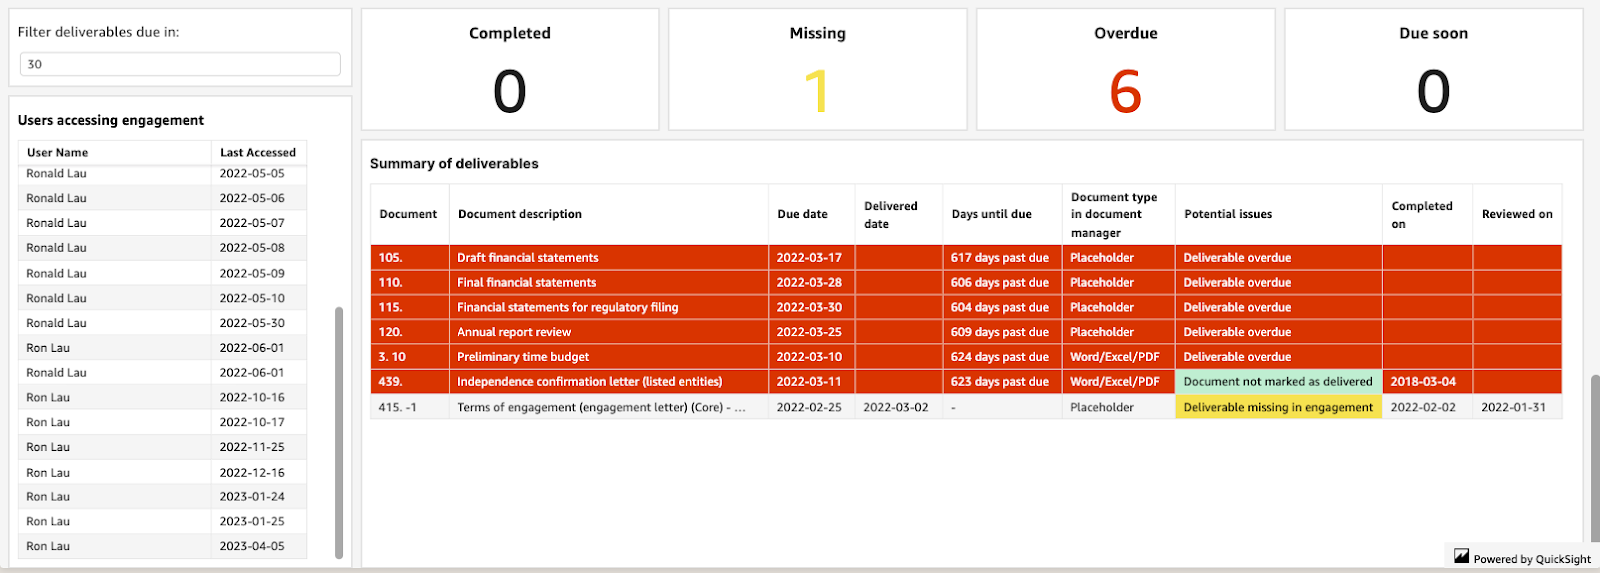 Filter deliverables due in:
30
Users accessing engagement
User Name Last Accessed
Ronald Lau 2022-05-05
Ronald Lau 2022-05-06
Ronald Lau 2022-05-07
Ronald Lau 2022-05-08
Ronald Lau 2022-05-09
Ronald Lau 2022-05-10
Ronald Lau 2022-05-30
Ron Lau 2022-06-01
Ronald Lau 2022-06-01
Ron Lau 2022-10-16
Ron Lau 2022-10-17
Ron Lau 2022-11-25
Ron Lau 2022-12-16
Ron Lau 2023-01-24
Ron Lau 2023-01-25
Ron Lau 2023-04-05
Completed
0
Missing
1
Overdue
6
Due soon
0
Summary of deliverables
Document Document description Due date Delivered date Days until due Document type in document manager Potential issues Completed on Reviewed on
105. Draft financial statements 2022-03-17 617 days past due Placeholder Deliverable overdue
110. Final financial statements 2022-03-28 606 days past due Placeholder Deliverable overdue
115. Financial statements for regulatory filing 2022-03-30 604 days past due Placeholder Deliverable overdue
120. Annual report review 2022-03-25 609 days past due Placeholder Deliverable overdue
3. 10 Preliminary time budget 2022-03-10 624 days past due Word/Excel/PDF Deliverable overdue
439. Independence confirmation letter (listed entities) 2022-03-11 623 days past due Word/Excel/PDF Document not marked as delivered 2018-03-04
415. -1 Terms of engagement (engagement letter) (Core) - ... 2022-02-25 2022-03-02 - Placeholder Deliverable missing in engagement 2022-02-02 2022-01-31
Powered by QuickSight